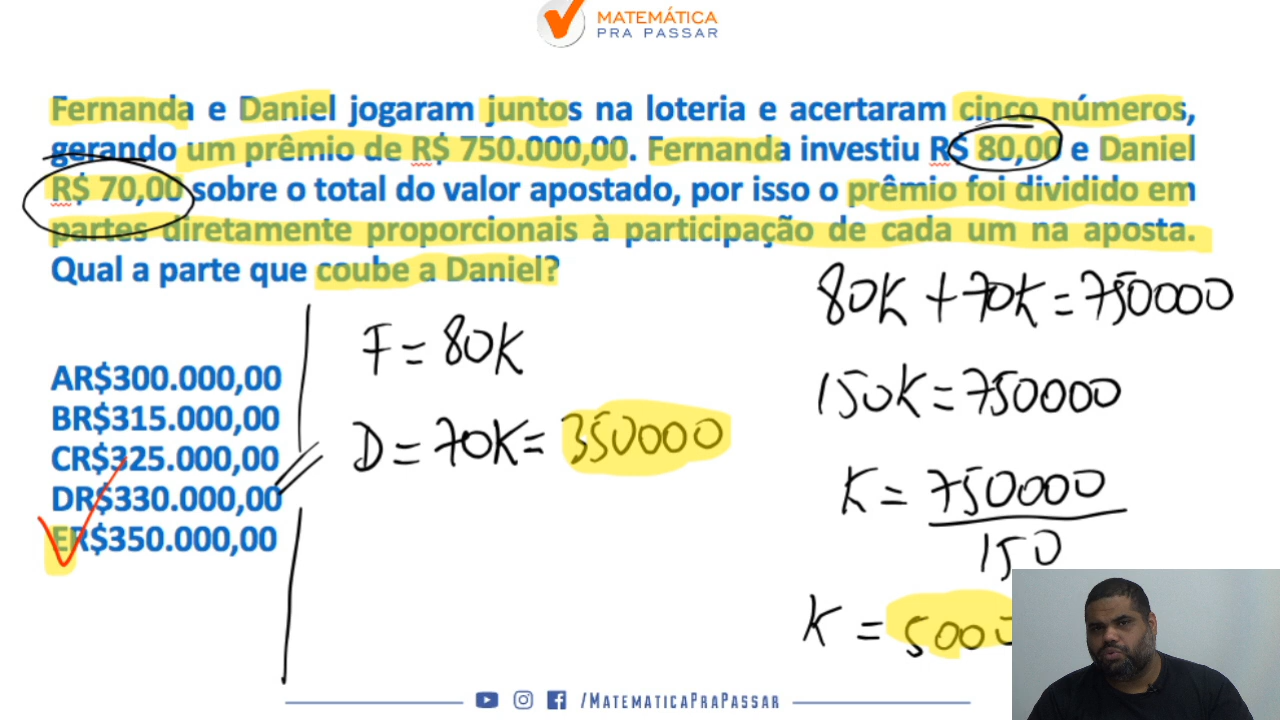 MATEMÁTICA
PRA PASSAR
Fernanda e Daniel jogaram juntos na loteria e acertaram cinco números,
gerando um prêmio de R$ 750.000,00. Fernanda investiu R$ 80,00 e Daniel
R$ 70,00 sobre o total do valor apostado, por isso o prêmio foi dividido em
partes diretamente proporcionais à participação de cada um na aposta.
Qual a parte que coube a Daniel?
AR$300.000,00
BR$315.000,00
CR$325.000,00
DR$330.000,00
ER$350.000,00
F = 80K
D = 70K = 350000
80K + 70K = 750000
150K = 750000
K = 750000
150
K = 5000
/MATEMATICAPRAPASSAR